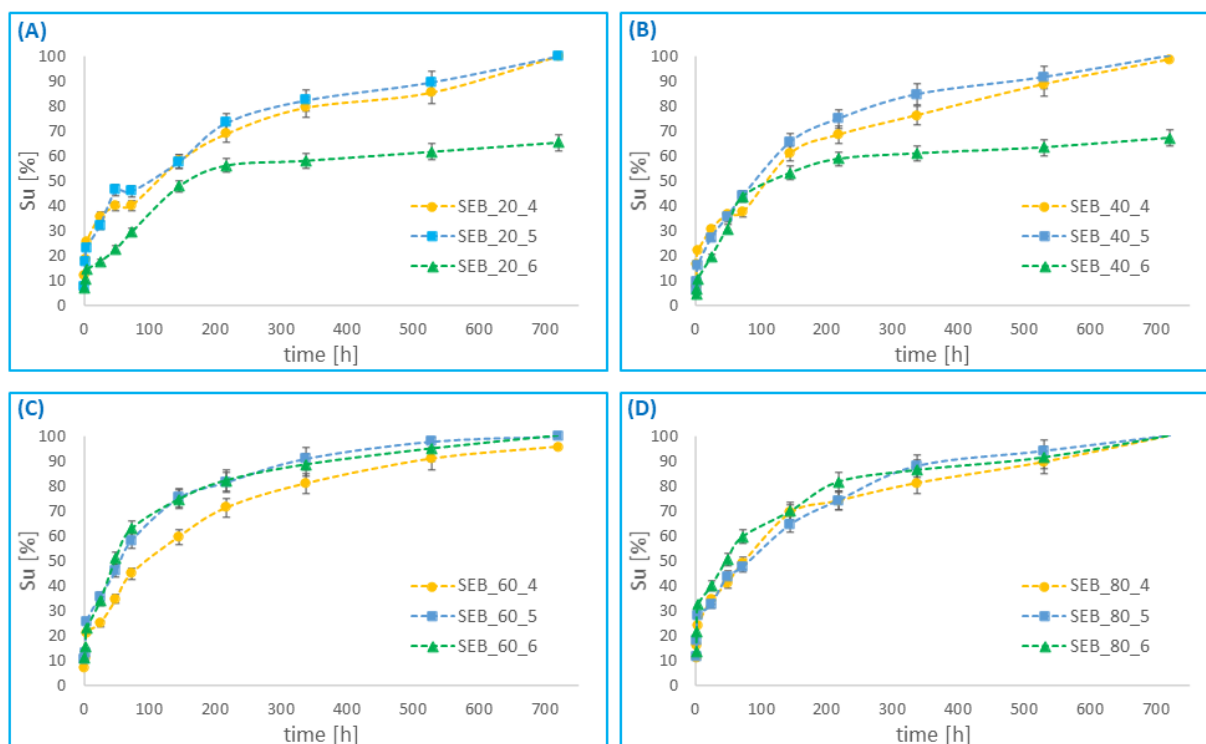 (A)
100
90
80
70
60
50
40
30
20
10
0
Su [%]
SEB_20_4
SEB_20_5
SEB_20_6
0 100 200 300 400 500 600 700
time [h]
(B)
100
90
80
70
60
50
40
30
20
10
0
Su [%]
SEB_40_4
SEB_40_5
SEB_40_6
0 100 200 300 400 500 600 700
time [h]
(C)
100
90
80
70
60
50
40
30
20
10
0
Su [%]
SEB_60_4
SEB_60_5
SEB_60_6
0 100 200 300 400 500 600 700
time [h]
(D)
100
90
80
70
60
50
40
30
20
10
0
Su [%]
SEB_80_4
SEB_80_5
SEB_80_6
0 100 200 300 400 500 600 700
time [h]